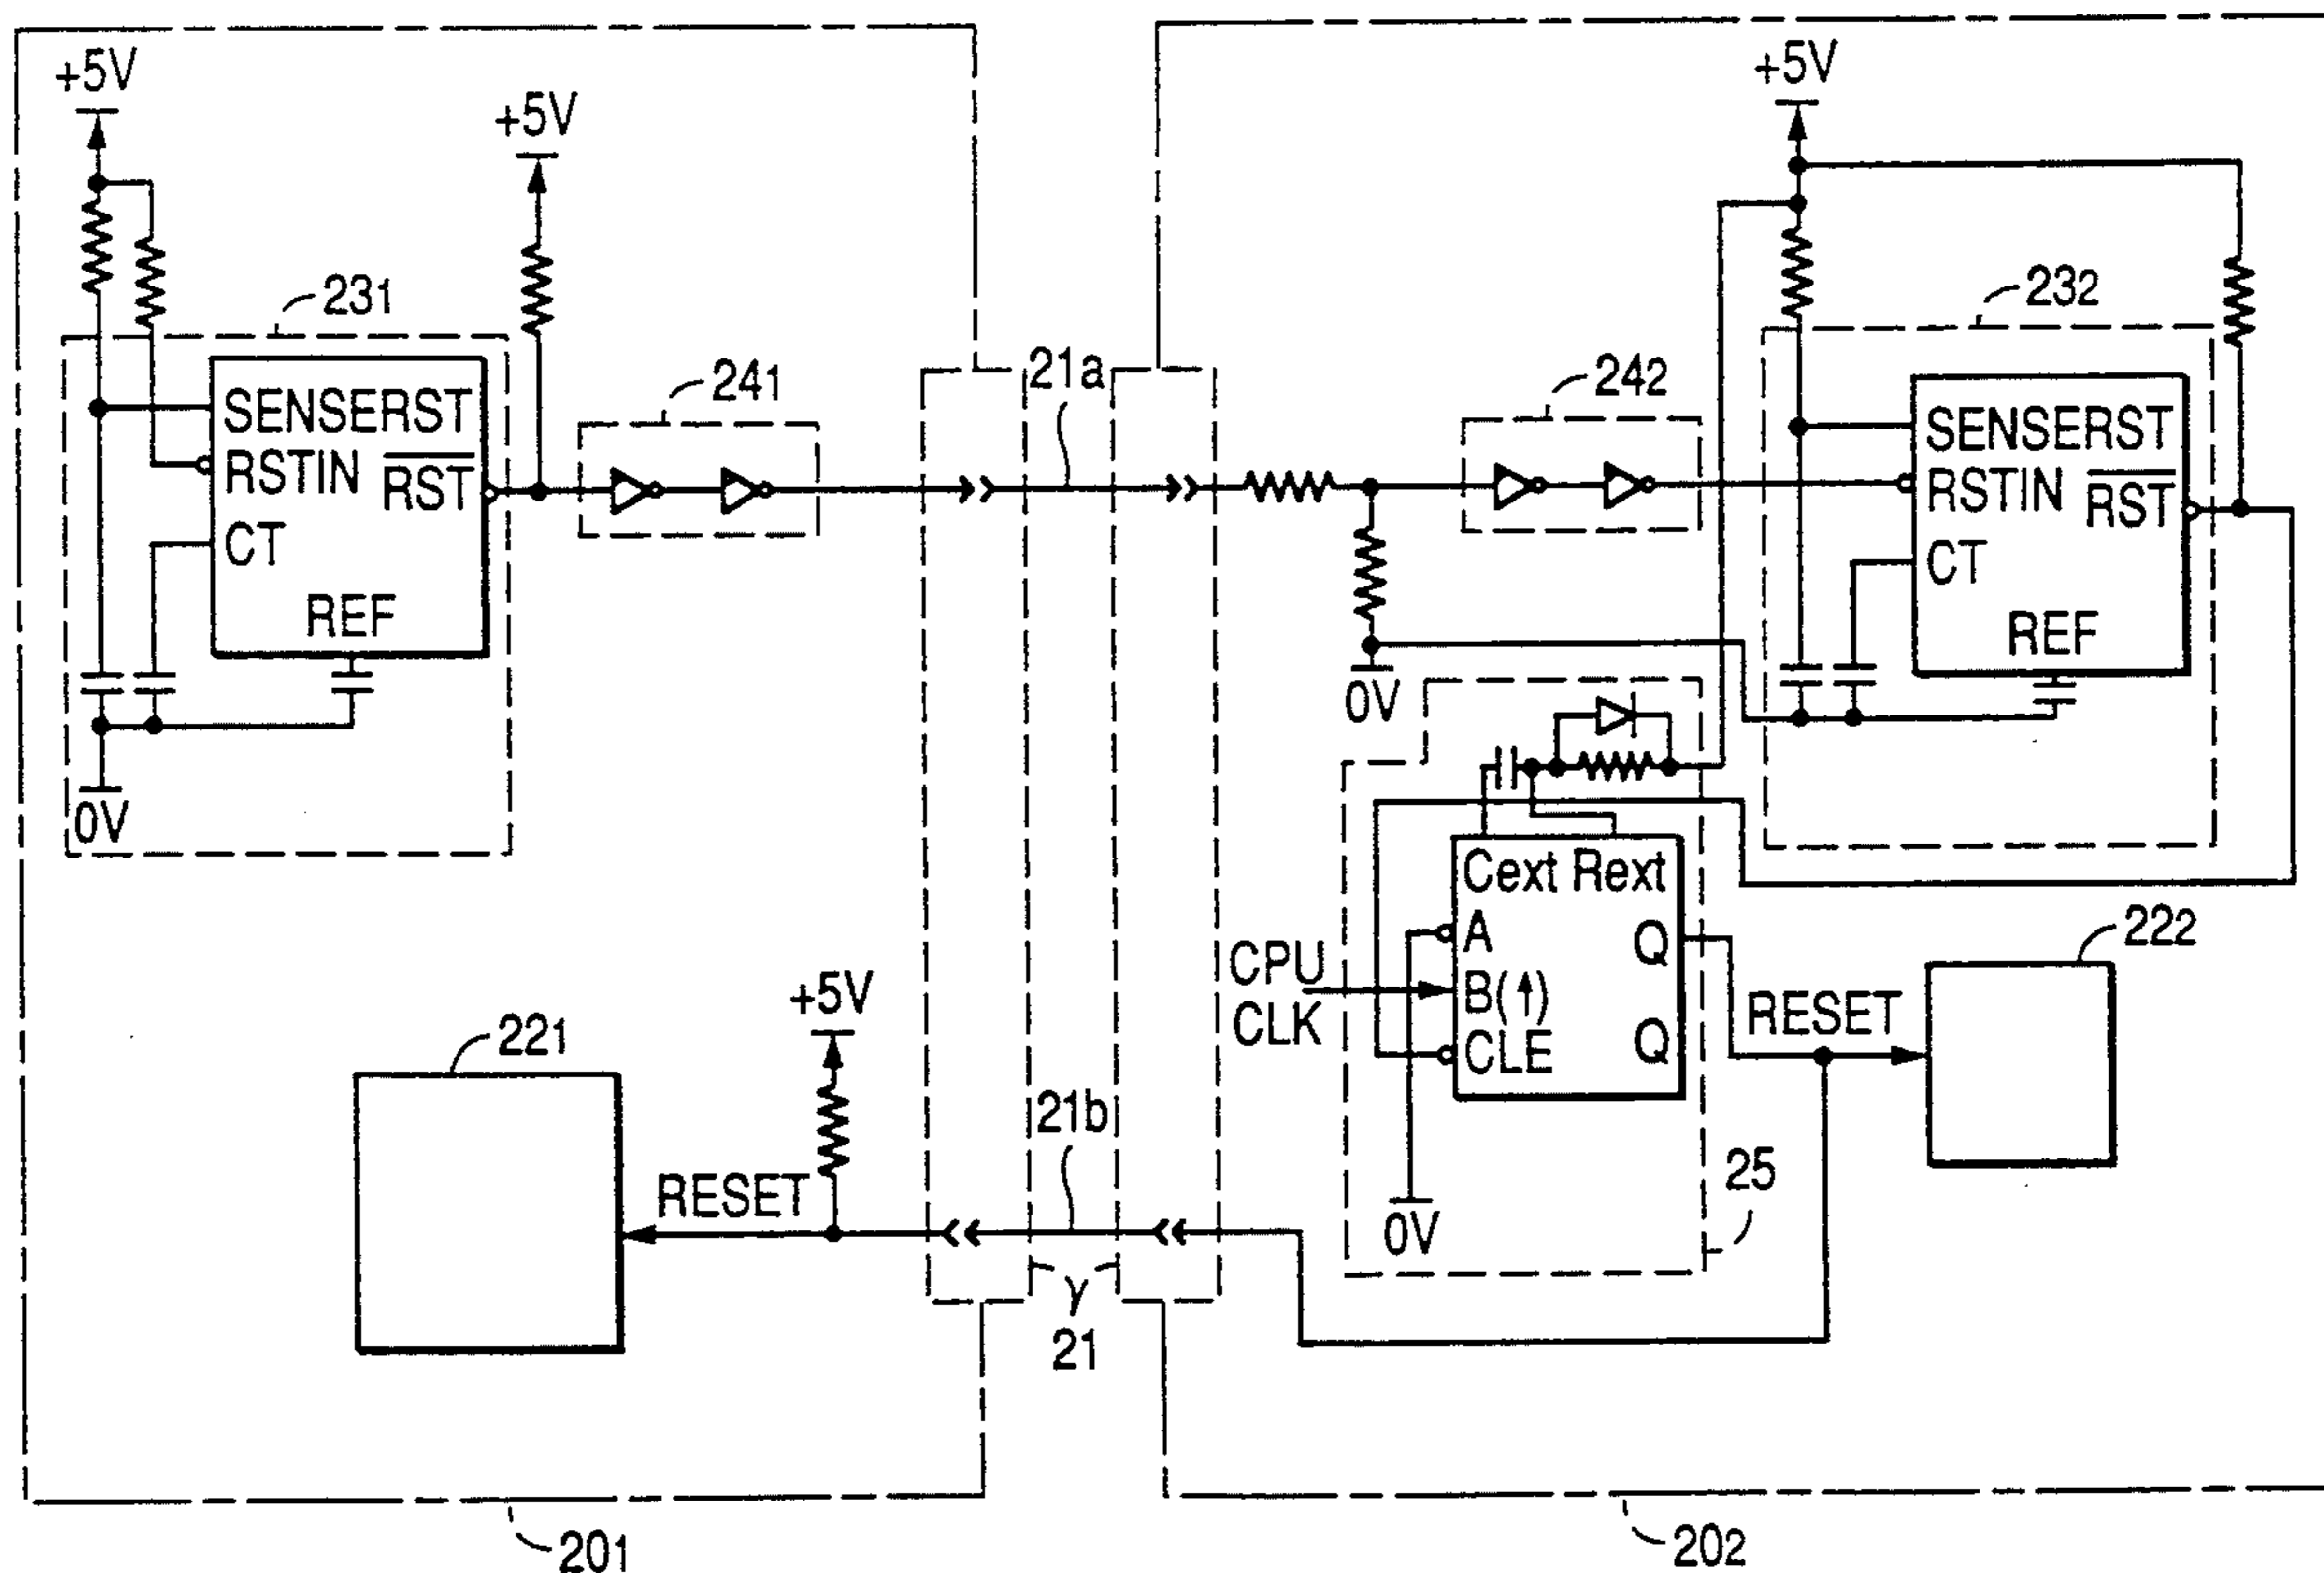 +5V
+5V
+5V
231
232
241
21a
242
SENSERST
RSTIN RST
CT
REF
0V
SENSERST
RSTIN RST
CT
REF
0V
Cext Rext
A Q
B(↑)
CLE Q
CPU
CLK
0V
25
RESET
222
221
+5V
RESET
21b
21
201
202